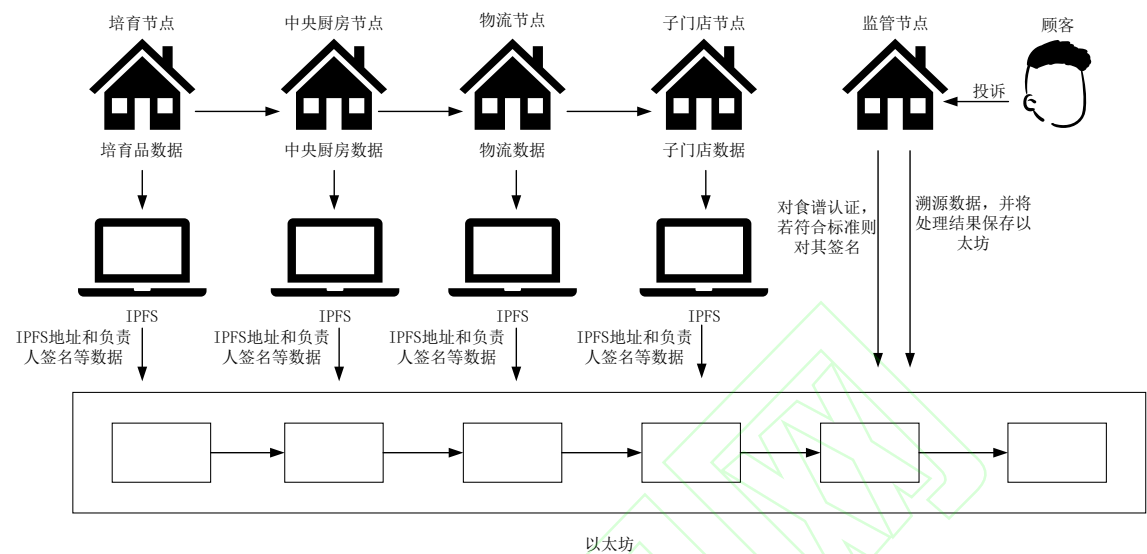 培育节点
中央厨房节点
物流节点
子门店节点
监管节点
顾客
投诉
培育品数据
中央厨房数据
物流数据
子门店数据
对食谱认证，
若符合标准则
对其签名
溯源数据，并将
处理结果保存以
太坊
IPFS
IPFS地址和负责
人签名等数据
IPFS
IPFS地址和负责
人签名等数据
IPFS
IPFS地址和负责
人签名等数据
IPFS
IPFS地址和负责
人签名等数据
以太坊